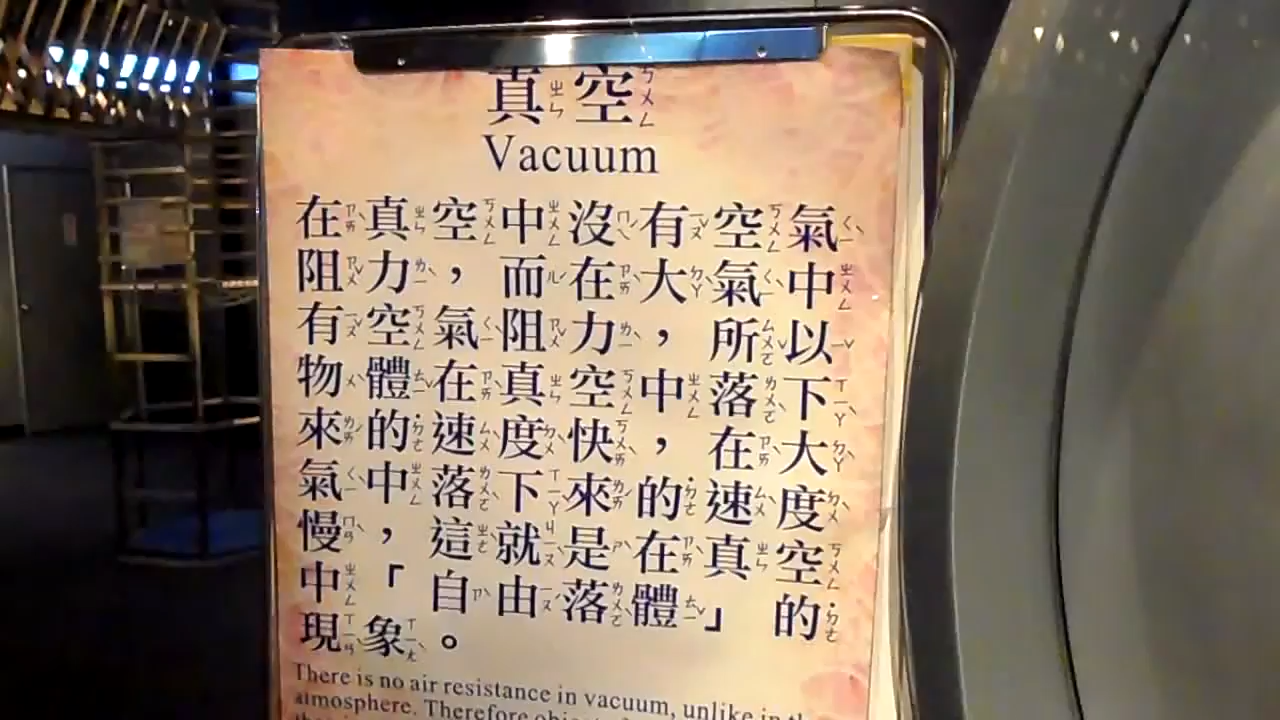 真空
Vacuum
在真空中沒有空氣
阻力，而在大氣中
有空氣阻力，所以
物體在真空中落下
來的速度快，在大
氣中落下來的速度
慢，這就是在真空
中「自由落體」的
現象。
There is no air resistance in vacuum, unlike in
atmosphere. Therefore